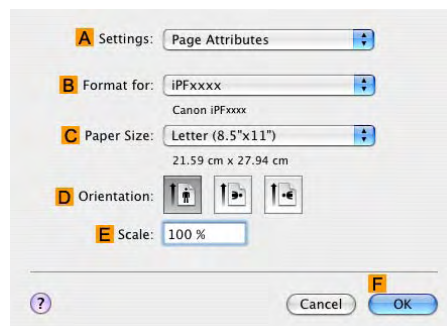 A Settings: Page Attributes
B Format for: iPFxxxx
Canon iPFxxxx
C Paper Size: Letter (8.5"x11")
21.59 cm x 27.94 cm
D Orientation:
E Scale: 100 %
F
? Cancel OK